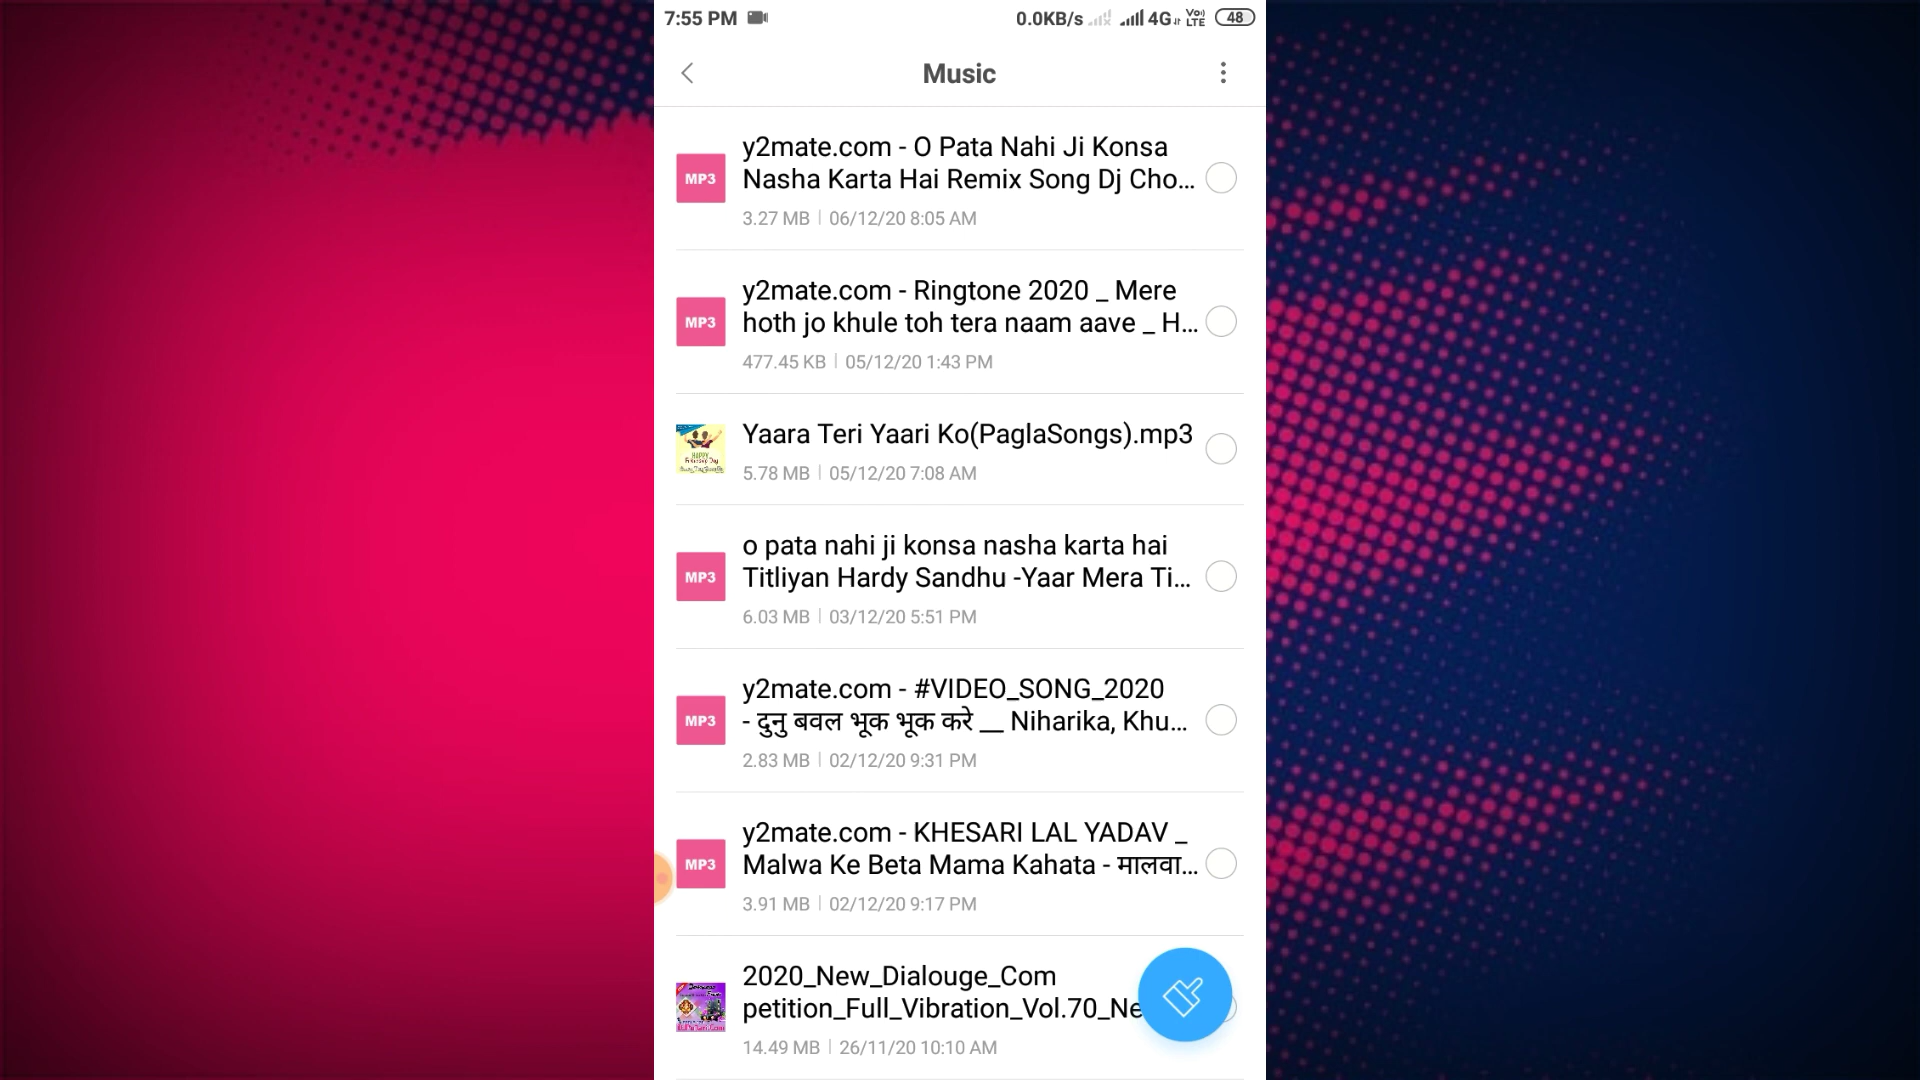 7:55 PM
0.0KB/s 4G Vo)) LTE 48
Music
MP3
y2mate.com - O Pata Nahi Ji Konsa
Nasha Karta Hai Remix Song Dj Cho...
3.27 MB | 06/12/20 8:05 AM
MP3
y2mate.com - Ringtone 2020 _ Mere
hoth jo khule toh tera naam aave _ H...
477.45 KB | 05/12/20 1:43 PM
HAPPY
Yaara Teri Yaari Ko(PaglaSongs).mp3
5.78 MB | 05/12/20 7:08 AM
MP3
o pata nahi ji konsa nasha karta hai
Titliyan Hardy Sandhu -Yaar Mera Ti...
6.03 MB | 03/12/20 5:51 PM
MP3
y2mate.com - #VIDEO_SONG_2020
- दुनु बवल भूक भूक करे __ Niharika, Khu...
2.83 MB | 02/12/20 9:31 PM
MP3
y2mate.com - KHESARI LAL YADAV _
Malwa Ke Beta Mama Kahata - मालवा...
3.91 MB | 02/12/20 9:17 PM
2020_New_Dialouge_Com
petition_Full_Vibration_Vol.70_Ne
14.49 MB | 26/11/20 10:10 AM